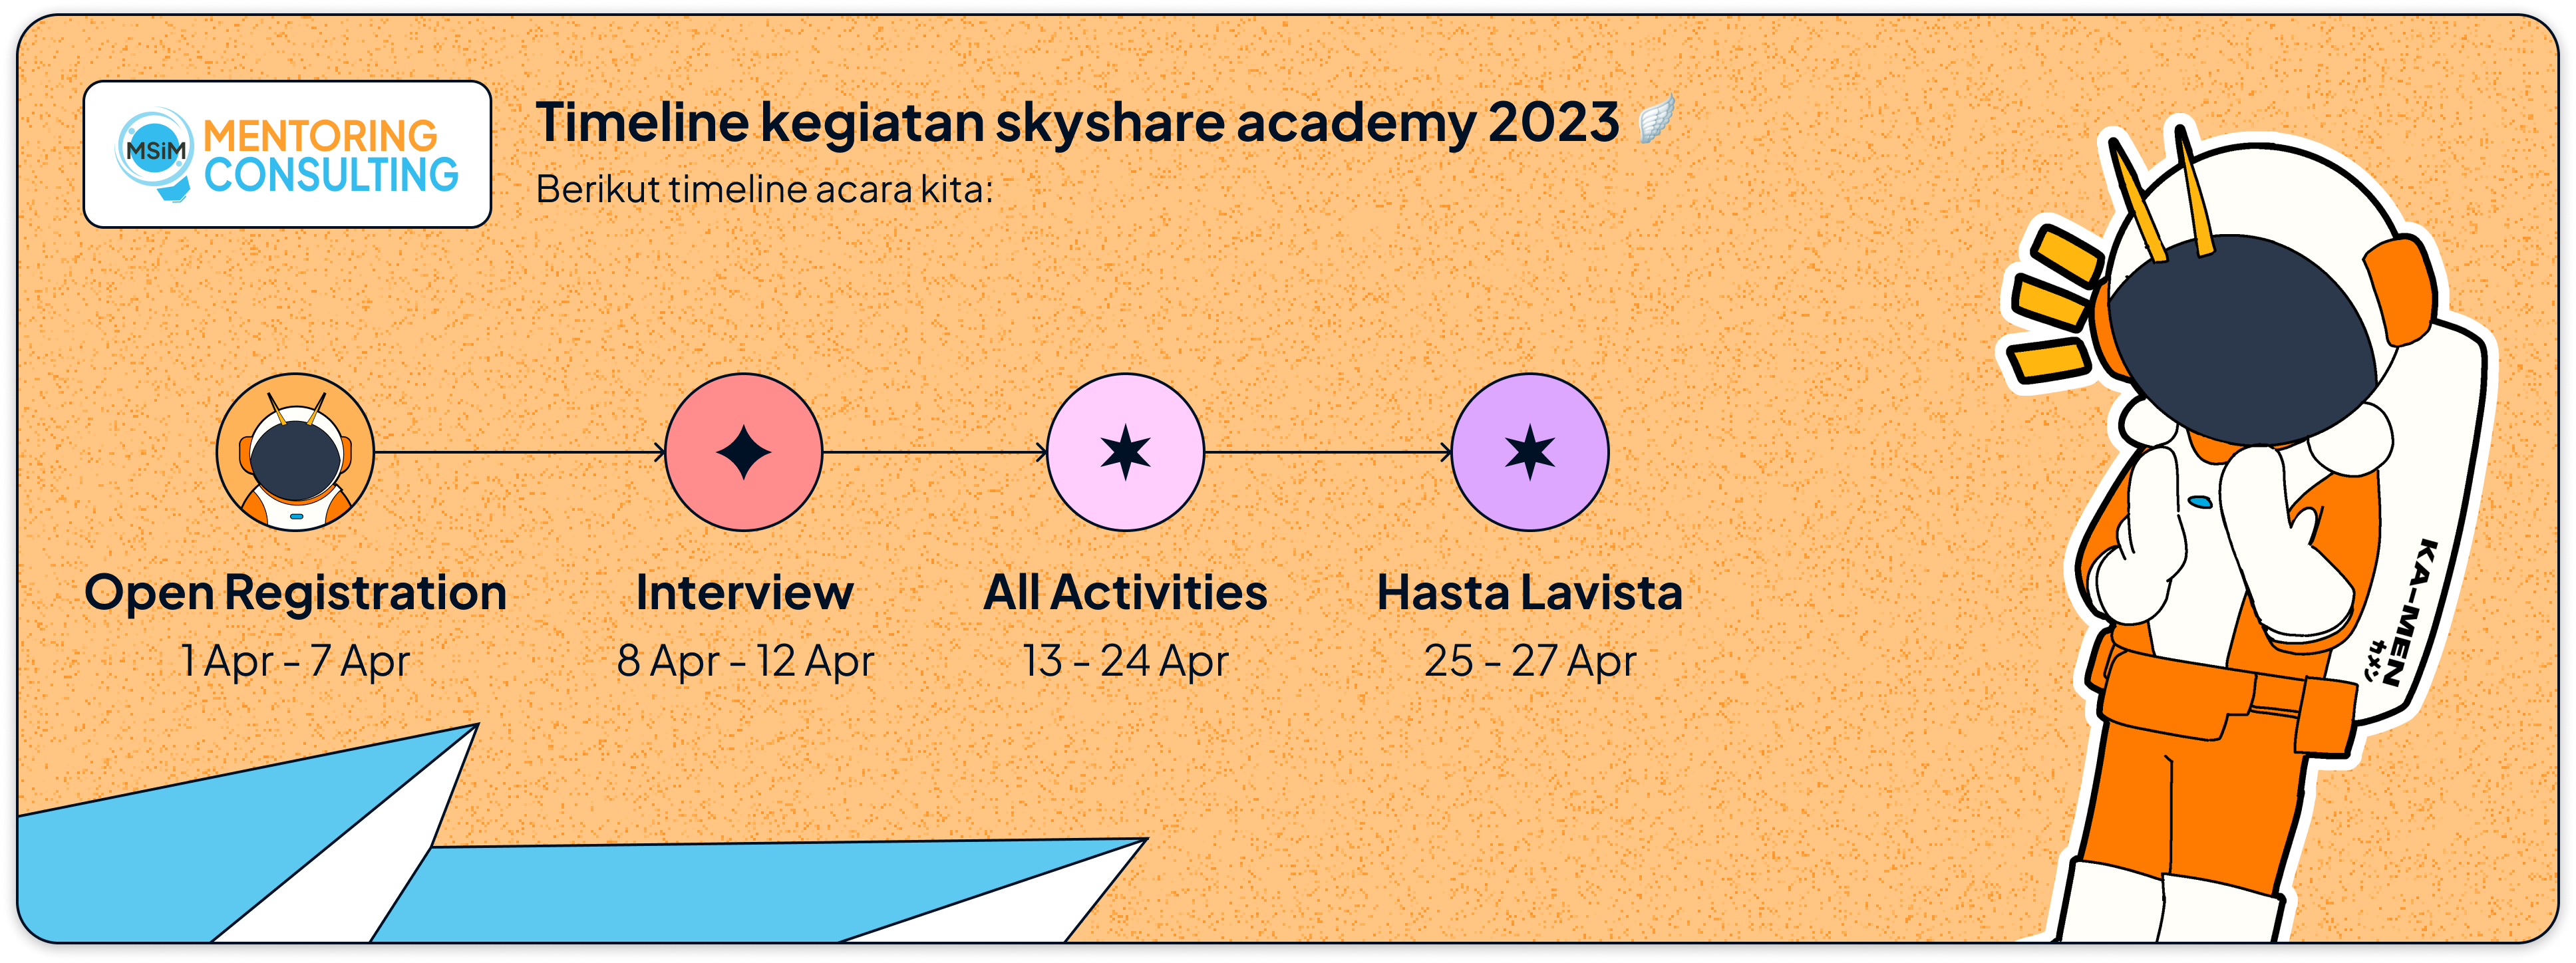 MSiM
MENTORING
CONSULTING
Timeline kegiatan skyshare academy 2023
Berikut timeline acara kita:
Open Registration
1 Apr - 7 Apr
Interview
8 Apr - 12 Apr
All Activities
13 - 24 Apr
Hasta Lavista
25 - 27 Apr
KA-MEN
カメン